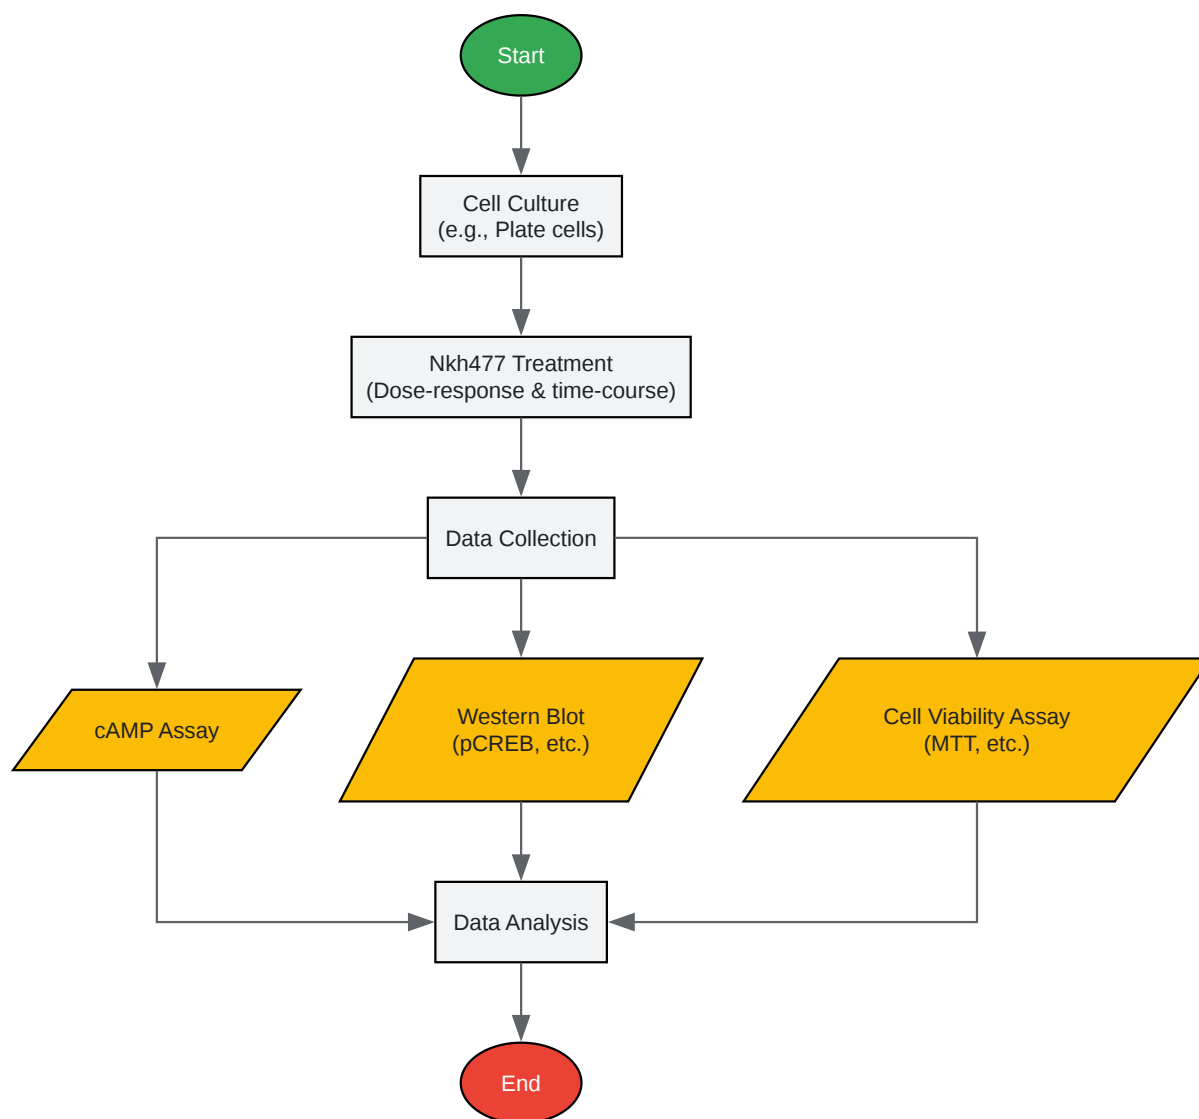 Start
Cell Culture
(e.g., Plate cells)
Nkh477 Treatment
(Dose-response & time-course)
Data Collection
cAMP Assay
Western Blot
(pCREB, etc.)
Cell Viability Assay
(MTT, etc.)
Data Analysis
End